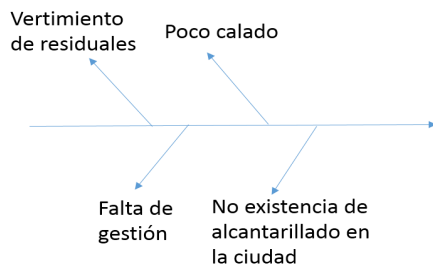 Vertimiento
de residuales
Poco calado
Falta de
gestión
No existencia de
alcantarillado en
la ciudad